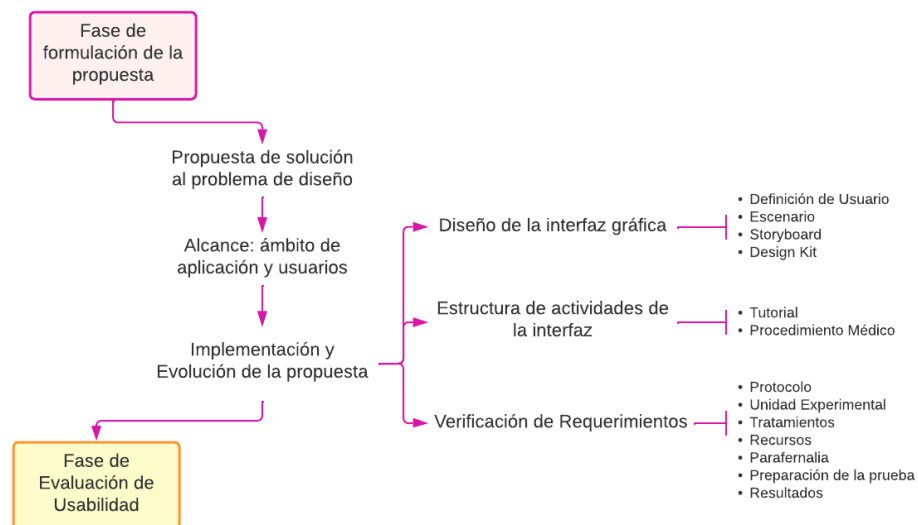 Fase de
formulación de la
propuesta
Propuesta de solución
al problema de diseño
Alcance: ámbito de
aplicación y usuarios
Implementación y
Evolución de la propuesta
Fase de
Evaluación de
Usabilidad
Diseño de la interfaz gráfica
• Definición de Usuario
• Escenario
• Storyboard
• Design Kit
Estructura de actividades de
la interfaz
• Tutorial
• Procedimiento Médico
Verificación de Requerimientos
• Protocolo
• Unidad Experimental
• Tratamientos
• Recursos
• Parafernalia
• Preparación de la prueba
• Resultados